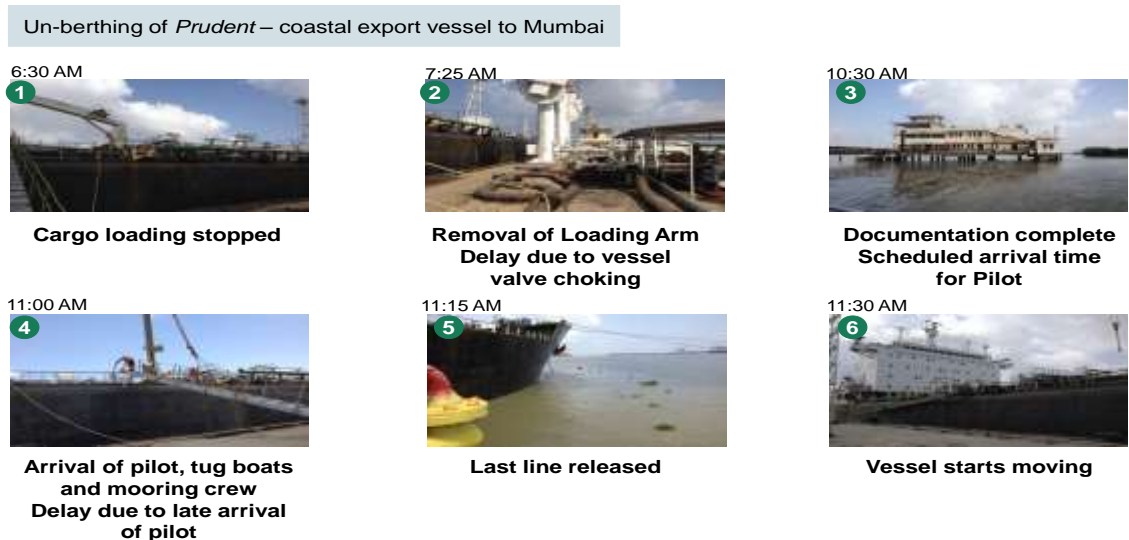 Un-berthing of Prudent – coastal export vessel to Mumbai
6:30 AM
1
Cargo loading stopped
7:25 AM
2
Removal of Loading Arm
Delay due to vessel
valve choking
10:30 AM
3
Documentation complete
Scheduled arrival time
for Pilot
11:00 AM
4
Arrival of pilot, tug boats
and mooring crew
Delay due to late arrival
of pilot
11:15 AM
5
Last line released
11:30 AM
6
Vessel starts moving